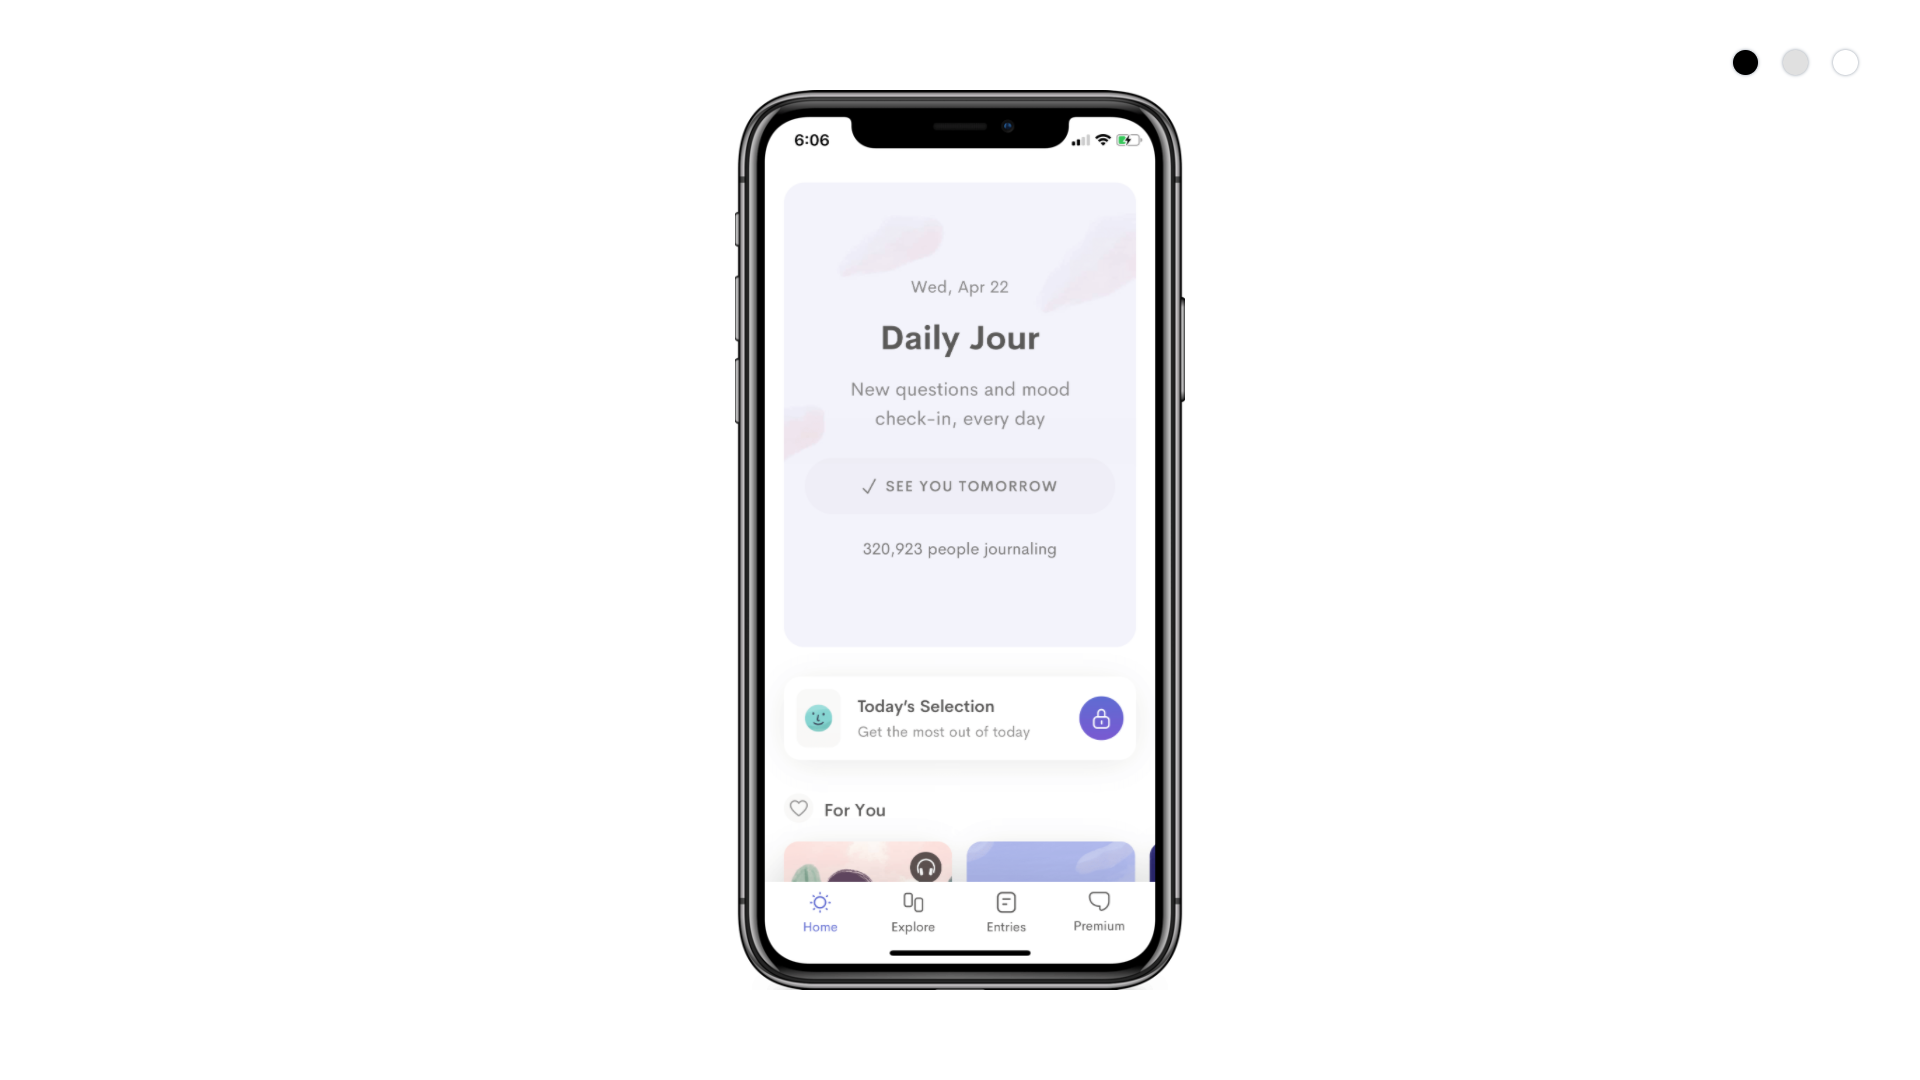 6:06
Wed, Apr 22
Daily Jour
New questions and mood
check-in, every day
SEE YOU TOMORROW
320,923 people journaling
Today's Selection
Get the most out of today
For You
Home
Explore
Entries
Premium